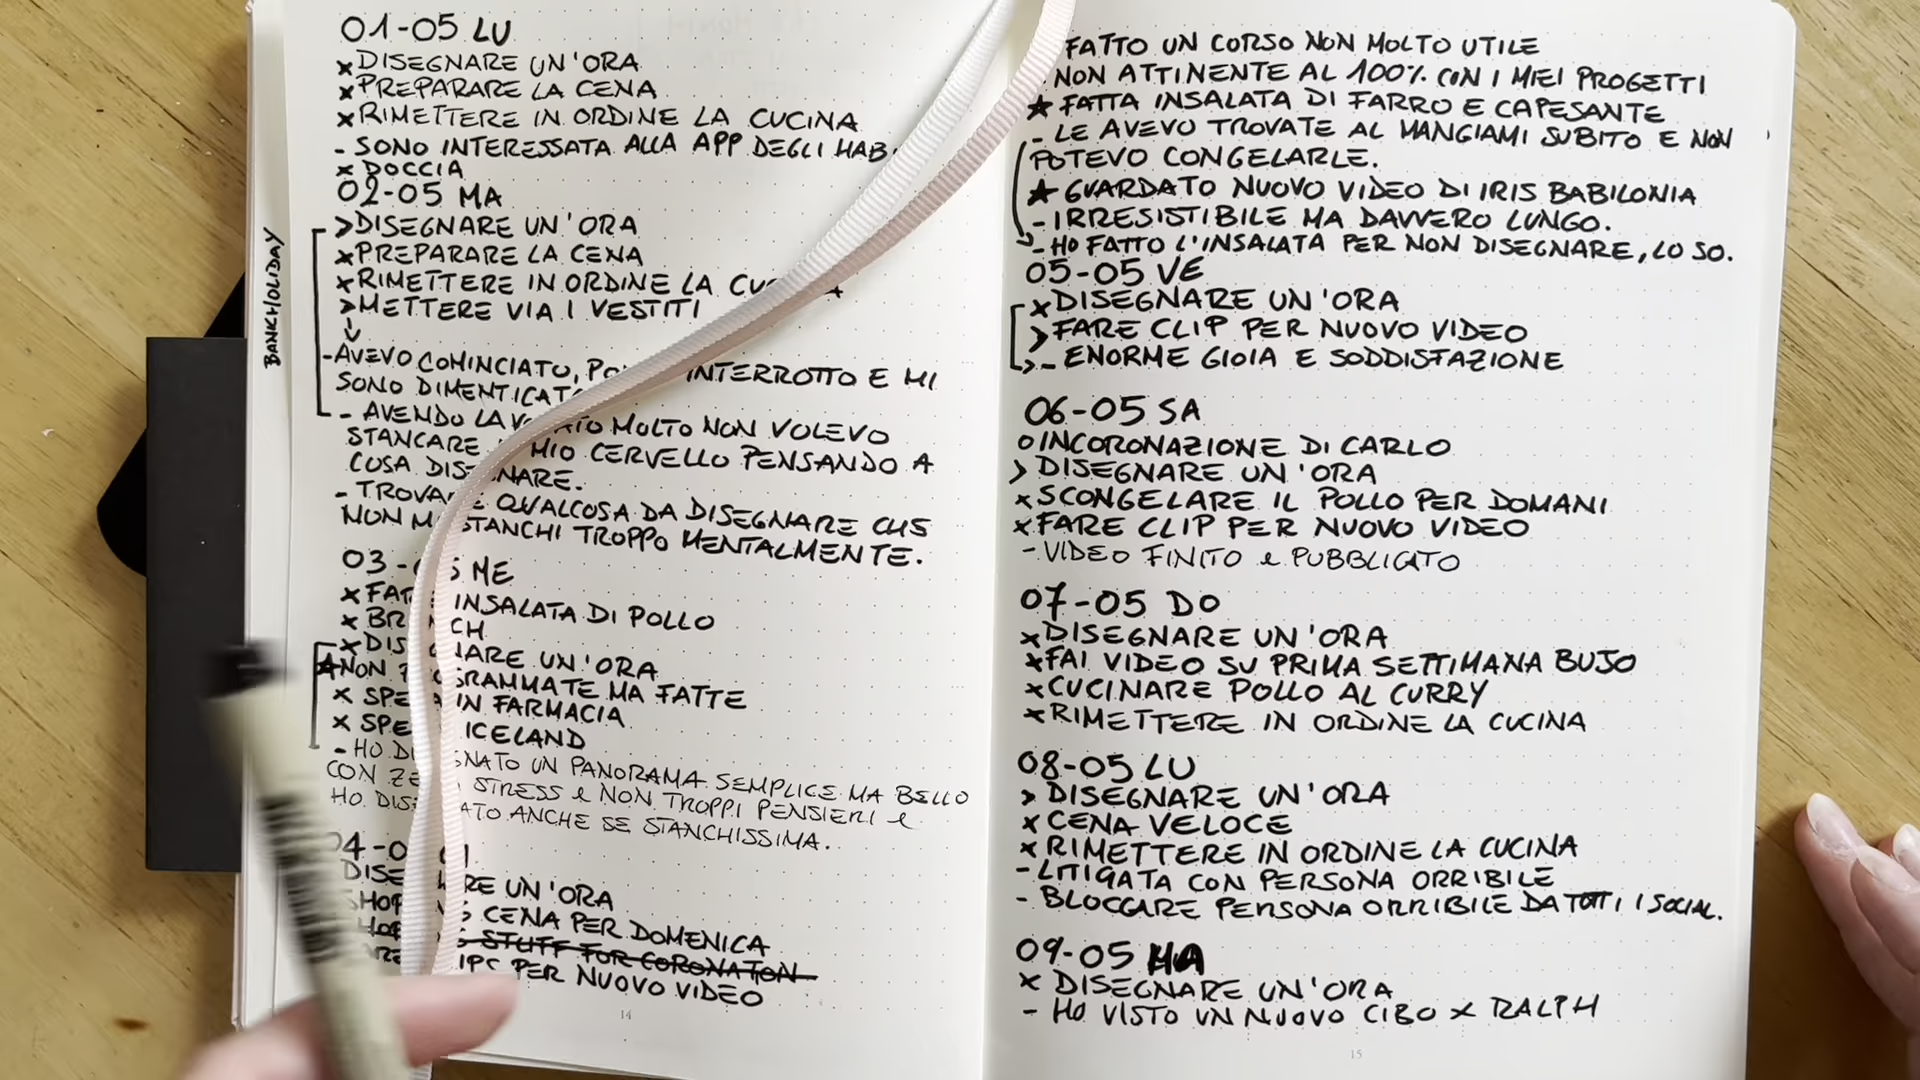 01-05 LU
×DISEGNARE UN'ORA
×PREPARARE LA CENA
×RIMETTERE IN ORDINE LA CUCINA
- SONO INTERESSATA ALLA APP DEGLI HAB
× DOCCIA
02-05 MA
>DISEGNARE UN'ORA
×PREPARARE LA CENA
×RIMETTERE IN ORDINE LA
>METTERE VIA I VESTITI
-AVEVO COMINCIATO, INTERROTTO E MI
SONO DIMENTICAT
- AVENDO MOLTO NON VOLEVO
STANCARE MIO CERVELLO PENSANDO A
COSA
- QUALCOSA DA DISEGNARE CHE
NON STANCHI TROPPO MENTALMENTE.
BANKHOLIDAY
03- ME
× INSALATA DI POLLO
×
× UN'ORA
★NON MA FATTE
× IN FARMACIA
× ICELAND
- HO UN PANORAMA SEMPLICE MA BELLO
CON STRESS e NON TROPPI PENSIERI e
HO ANCHE SE STANCHISSIMA.
UN'ORA
CENA PER DOMENICA
STUFF FOR CORONATON
PER NUOVO VIDEO
14
FATTO UN CORSO NON MOLTO UTILE
NON ATTINENTE AL 100% CON I MIEI PROGETTI
★ FATTA INSALATA DI FARRO E CAPESANTE
- LE AVEVO TROVATE AL MANGIAMI SUBITO E NON
POTEVO CONGELARLE.
★ GUARDATO NUOVO VIDEO DI IRIS BABILONIA
- IRRESISTIBILE MA DAVVERO LUNGO.
- HO FATTO L'INSALATA PER NON DISEGNARE, LO SO.
05-05 VE
×DISEGNARE UN'ORA
>FARE CLIP PER NUOVO VIDEO
- ENORME GIOIA E SODDISFAZIONE
06-05 SA
O INCORONAZIONE DI CARLO
> DISEGNARE UN'ORA
×SCONGELARE IL POLLO PER DOMANI
×FARE CLIP PER NUOVO VIDEO
- VIDEO FINITO e PUBBLICATO
07-05 DO
×DISEGNARE UN'ORA
×FAI VIDEO SU PRIMA SETTIMANA BUJO
×CUCINARE POLLO AL CURRY
×RIMETTERE IN ORDINE LA CUCINA
08-05 LU
> DISEGNARE UN'ORA
× CENA VELOCE
× RIMETTERE IN ORDINE LA CUCINA
- LITIGATA CON PERSONA ORRIBILE
- BLOCCARE PERSONA ORRIBILE DA TUTTI I SOCIAL.
09-05 MA
× DISEGNARE UN'ORA
- HO VISTO UN NUOVO CIBO × RALPH
15